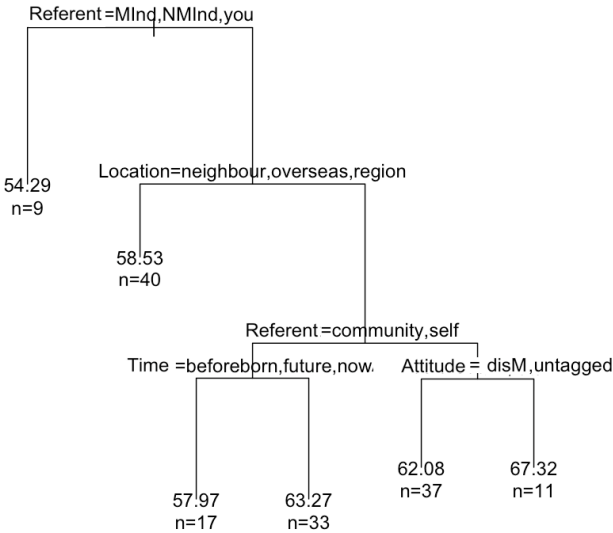 Referent=MInd,NMInd,you
Location=neighbour,overseas,region
54.29
n=9
58.53
n=40
Referent=community,self
Time =beforeborn,future,now
Attitude = disM,untagged
57.97
n=17
63.27
n=33
62.08
n=37
67.32
n=11